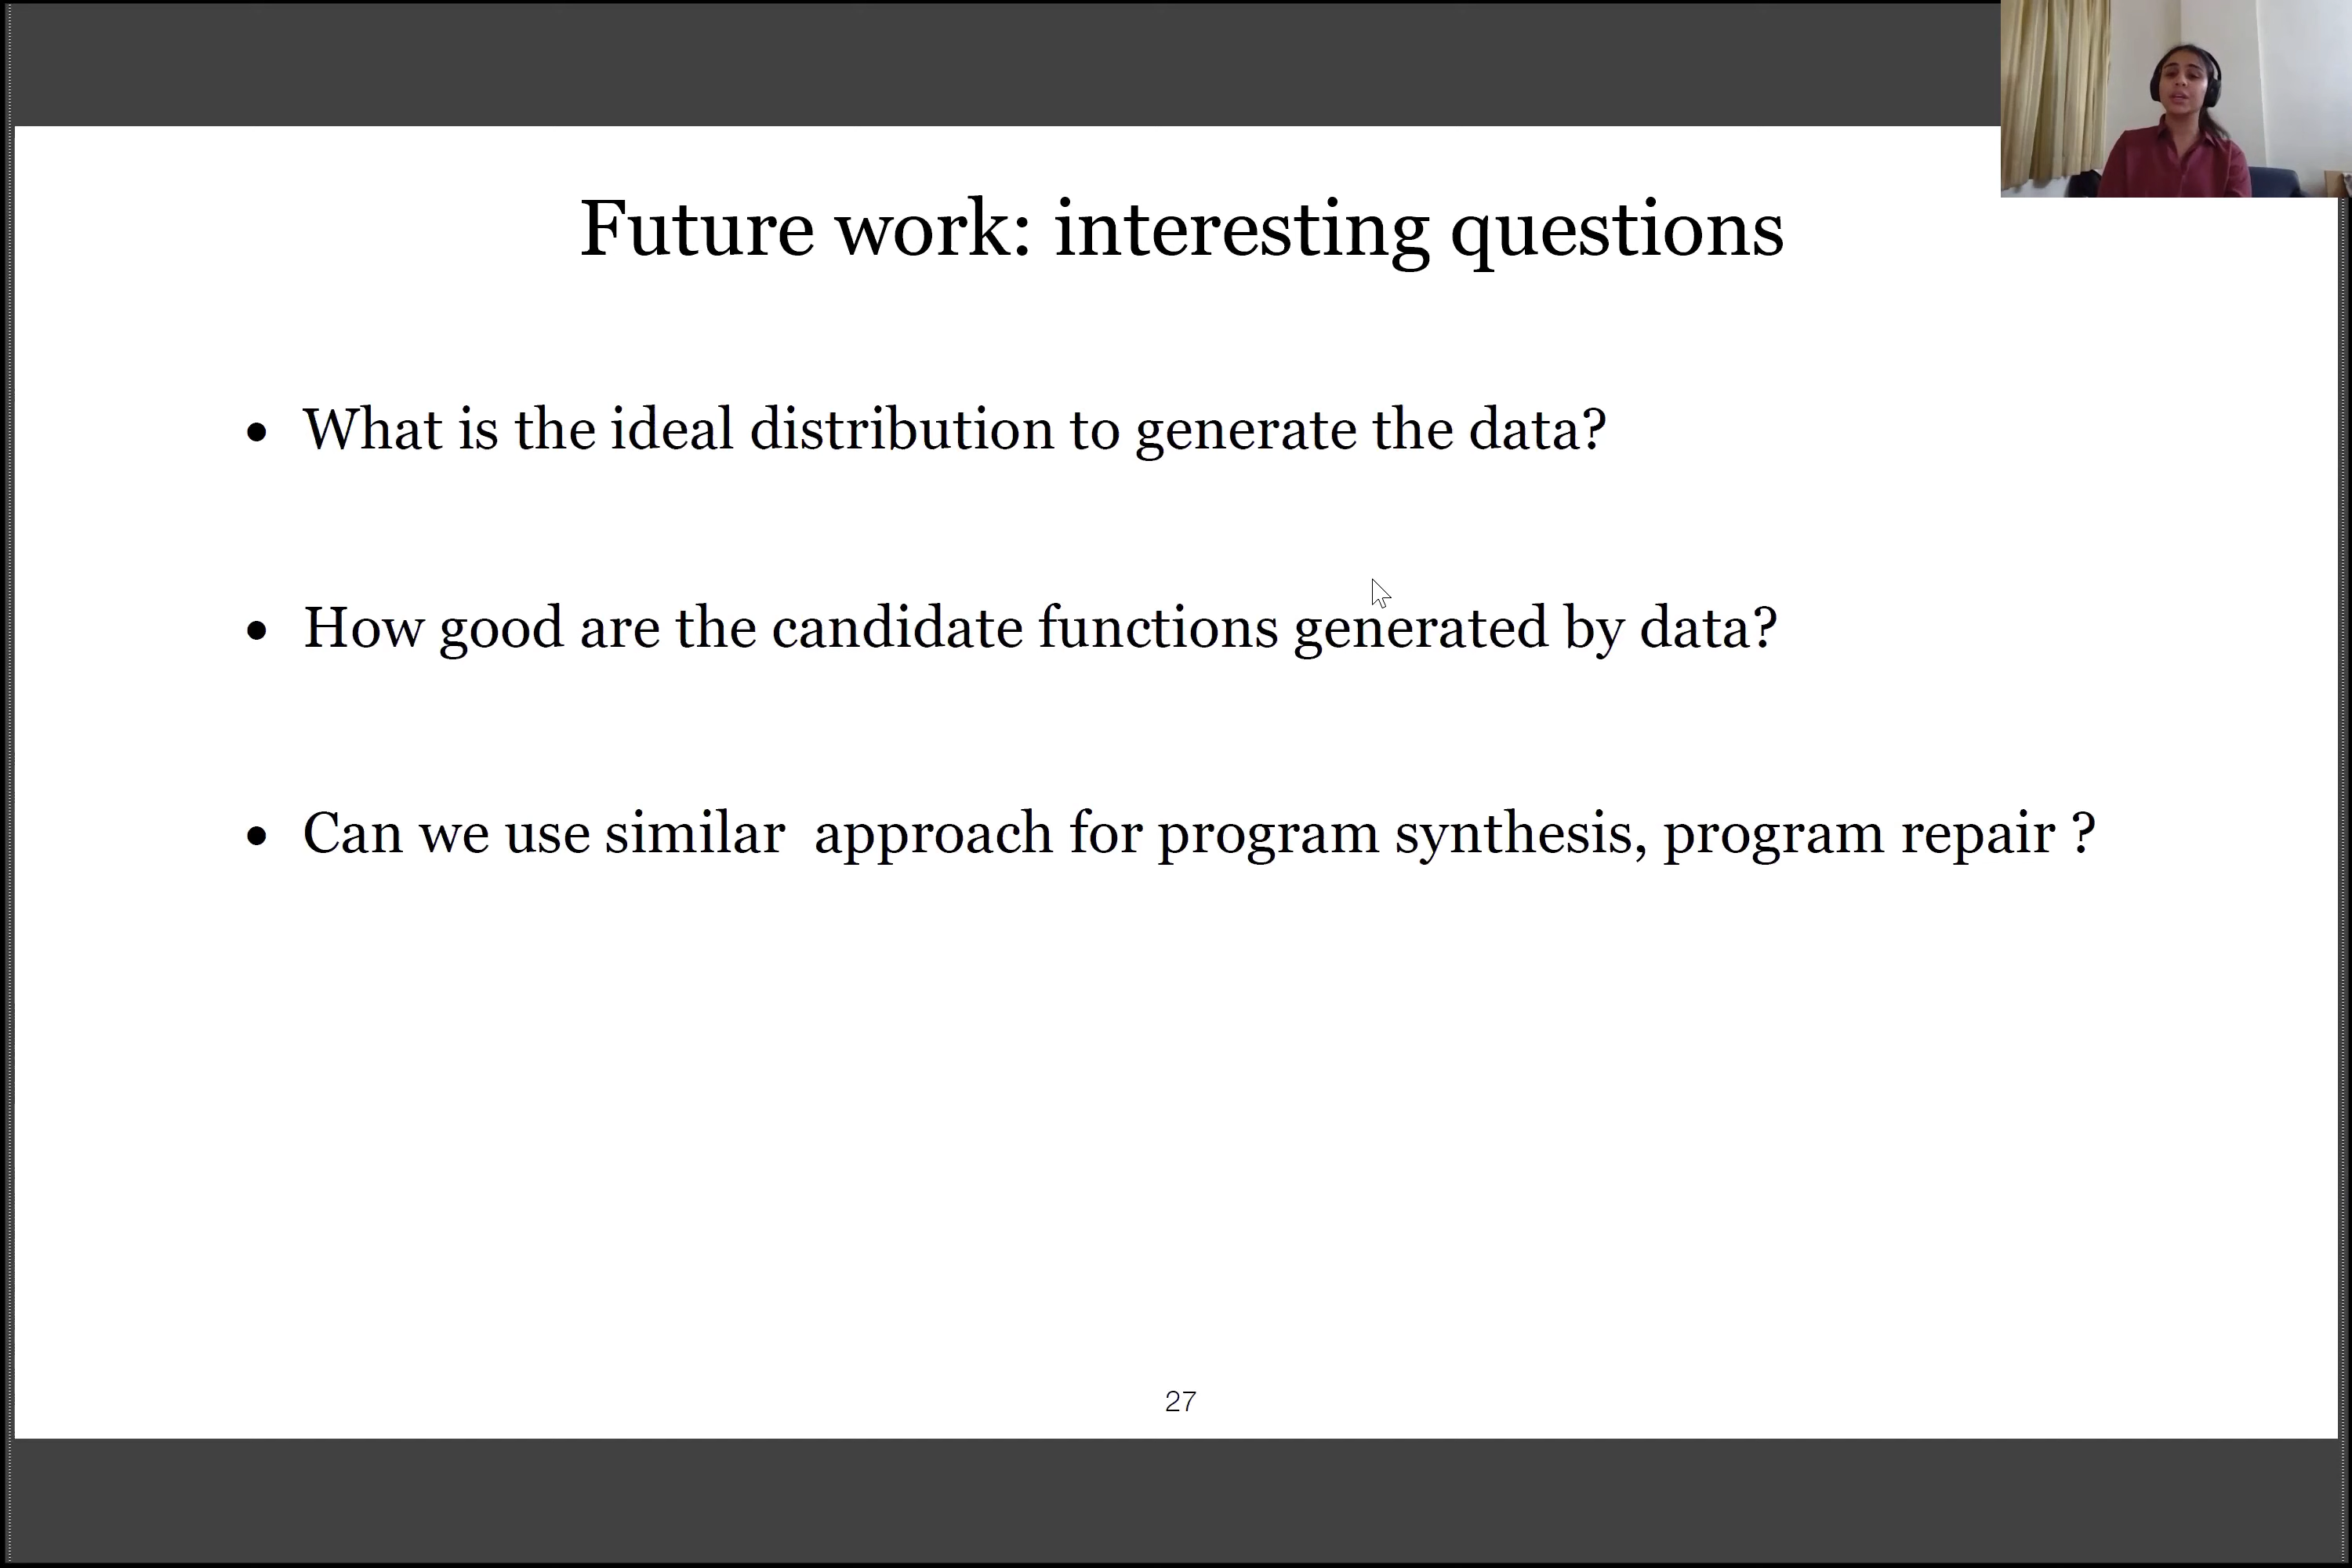 Future work: interesting questions
• What is the ideal distribution to generate the data?
• How good are the candidate functions generated by data?
• Can we use similar  approach for program synthesis, program repair ?
27